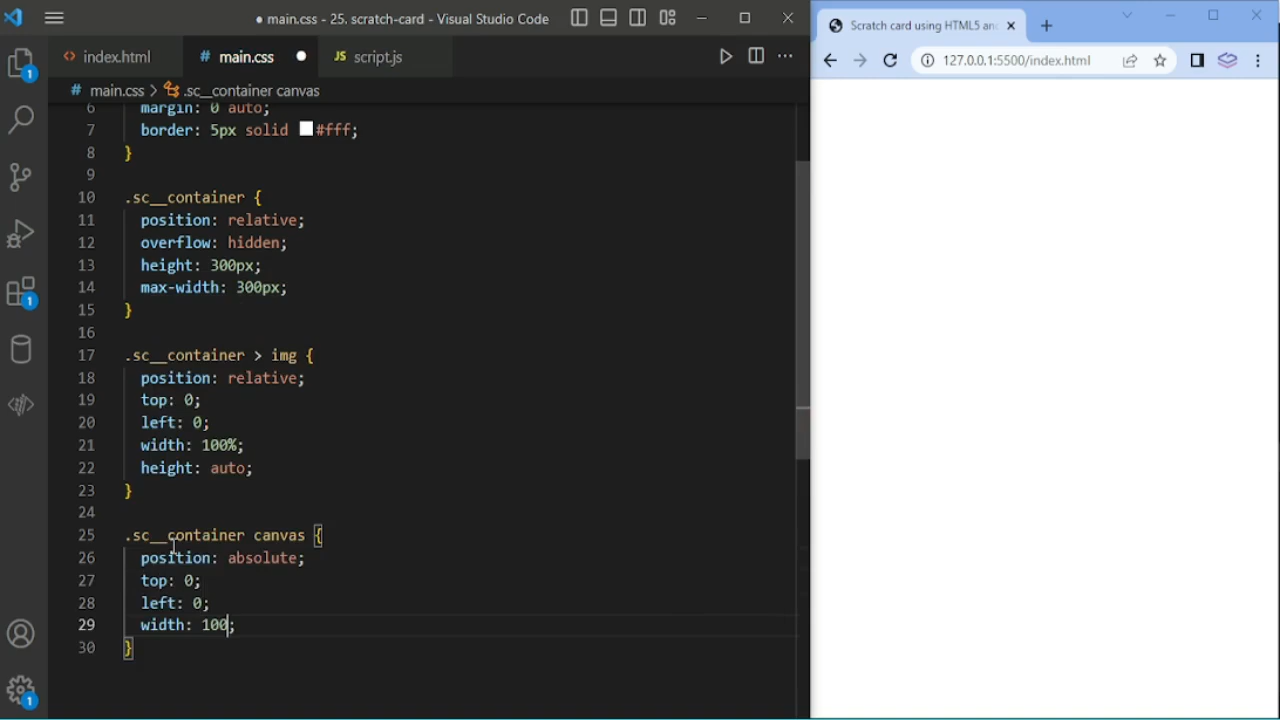 main.css - 25. scratch-card - Visual Studio Code
index.html
# main.css
JS script.js
# main.css > .sc__container canvas
6 margin: 0 auto;
7 border: 5px solid #fff;
8 }
9
10 .sc__container {
11 position: relative;
12 overflow: hidden;
13 height: 300px;
14 max-width: 300px;
15 }
16
17 .sc__container > img {
18 position: relative;
19 top: 0;
20 left: 0;
21 width: 100%;
22 height: auto;
23 }
24
25 .sc__container canvas {
26 position: absolute;
27 top: 0;
28 left: 0;
29 width: 100;
30 }
1
1
1
Scratch card using HTML5 an
127.0.0.1:5500/index.html